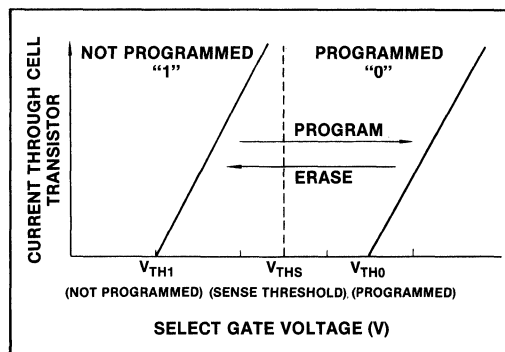 NOT PROGRAMMED
"1"
PROGRAMMED
"0"
PROGRAM
ERASE
CURRENT THROUGH CELL
TRANSISTOR
VTH1 VTHS VTH0
(NOT PROGRAMMED) (SENSE THRESHOLD). (PROGRAMMED)
SELECT GATE VOLTAGE (V)